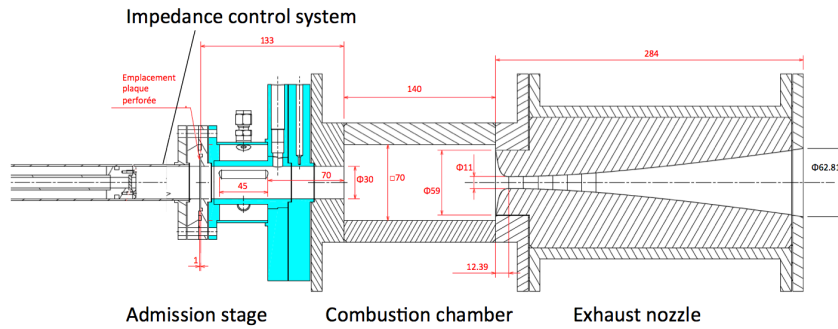 Impedance control system
133
284
Emplacement
plaque
perforée
140
Φ11
Φ62.81
45
70
Φ30
□70
Φ59
1
12.39
Admission stage
Combustion chamber
Exhaust nozzle